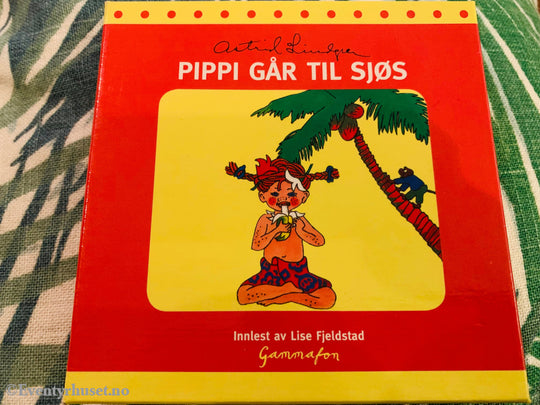 Astrid Lindgren
PIPPI GÅR TIL SJØS
Innlest av Lise Fjeldstad
Gammafon
©Eventyrhuset.no